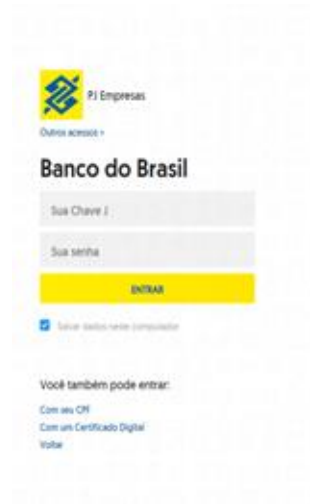 PJ Empresas
Outros acessos
Banco do Brasil
Sua Chave J
Sua senha
ENTRAR
Salvar dados neste computador
Você também pode entrar:
Com seu CPF
Com um Certificado Digital
Voltar